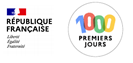 RÉPUBLIQUE
FRANÇAISE
Liberté
Égalité
Fraternité
1000
PREMIERS
JOURS